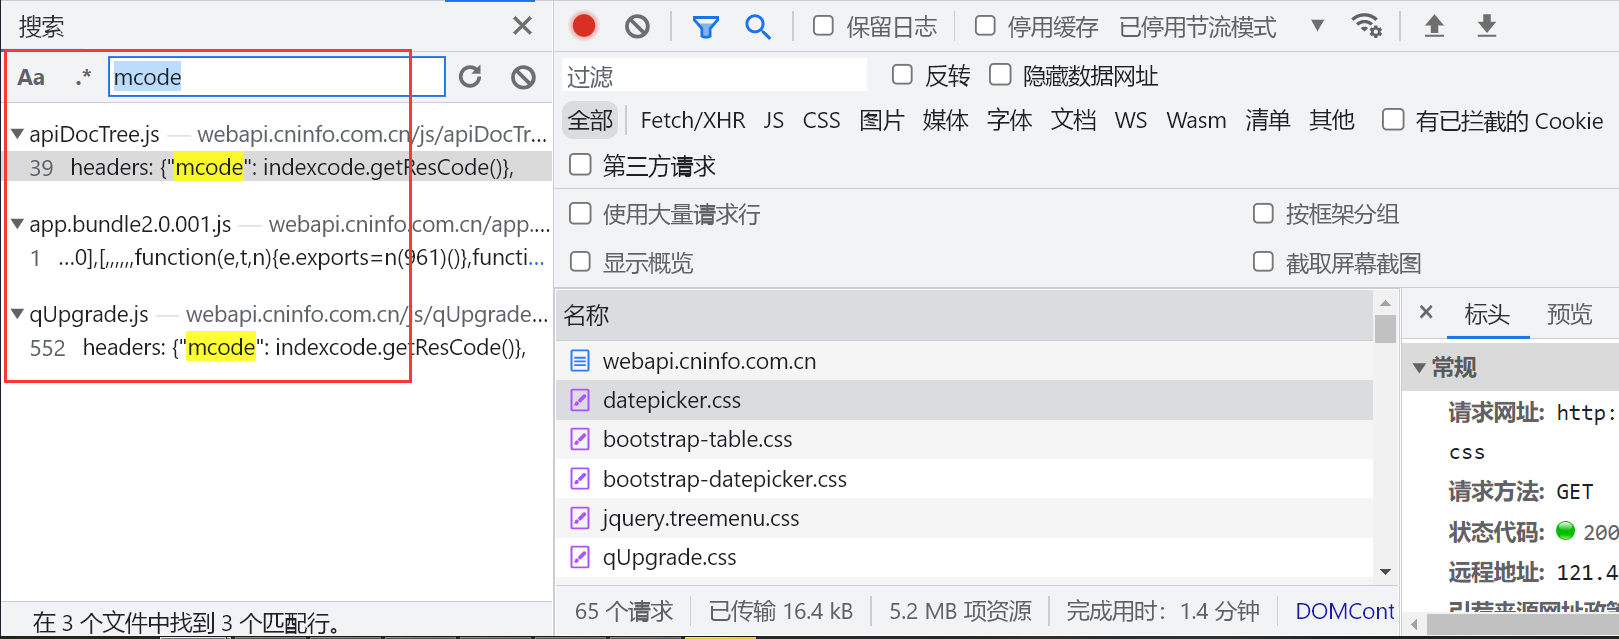 搜索
Aa .* mcode
apiDocTree.js — webapi.cninfo.com.cn/js/apiDocTr...
39 headers: {"mcode": indexcode.getResCode()},
app.bundle2.0.001.js — webapi.cninfo.com.cn/app....
1 ...0],[,,,,,,function(e,t,n){e.exports=n(961)()},functi...
qUpgrade.js — webapi.cninfo.com.cn/js/qUpgrade...
552 headers: {"mcode": indexcode.getResCode()},
在 3 个文件中找到 3 个匹配行。
保留日志 停用缓存 已停用节流模式
过滤 反转 隐藏数据网址
全部 Fetch/XHR JS CSS 图片 媒体 字体 文档 WS Wasm 清单 其他 有已拦截的 Cookie
第三方请求
使用大量请求行 按框架分组
显示概览 截取屏幕截图
名称
webapi.cninfo.com.cn
datepicker.css
bootstrap-table.css
bootstrap-datepicker.css
jquery.treemenu.css
qUpgrade.css
65 个请求 已传输 16.4 kB 5.2 MB 项资源 完成用时：1.4 分钟 DOMCont
× 标头 预览
常规
请求网址: http:
css
请求方法: GET
状态代码: 200
远程地址: 121.4
引荐来源网址政策